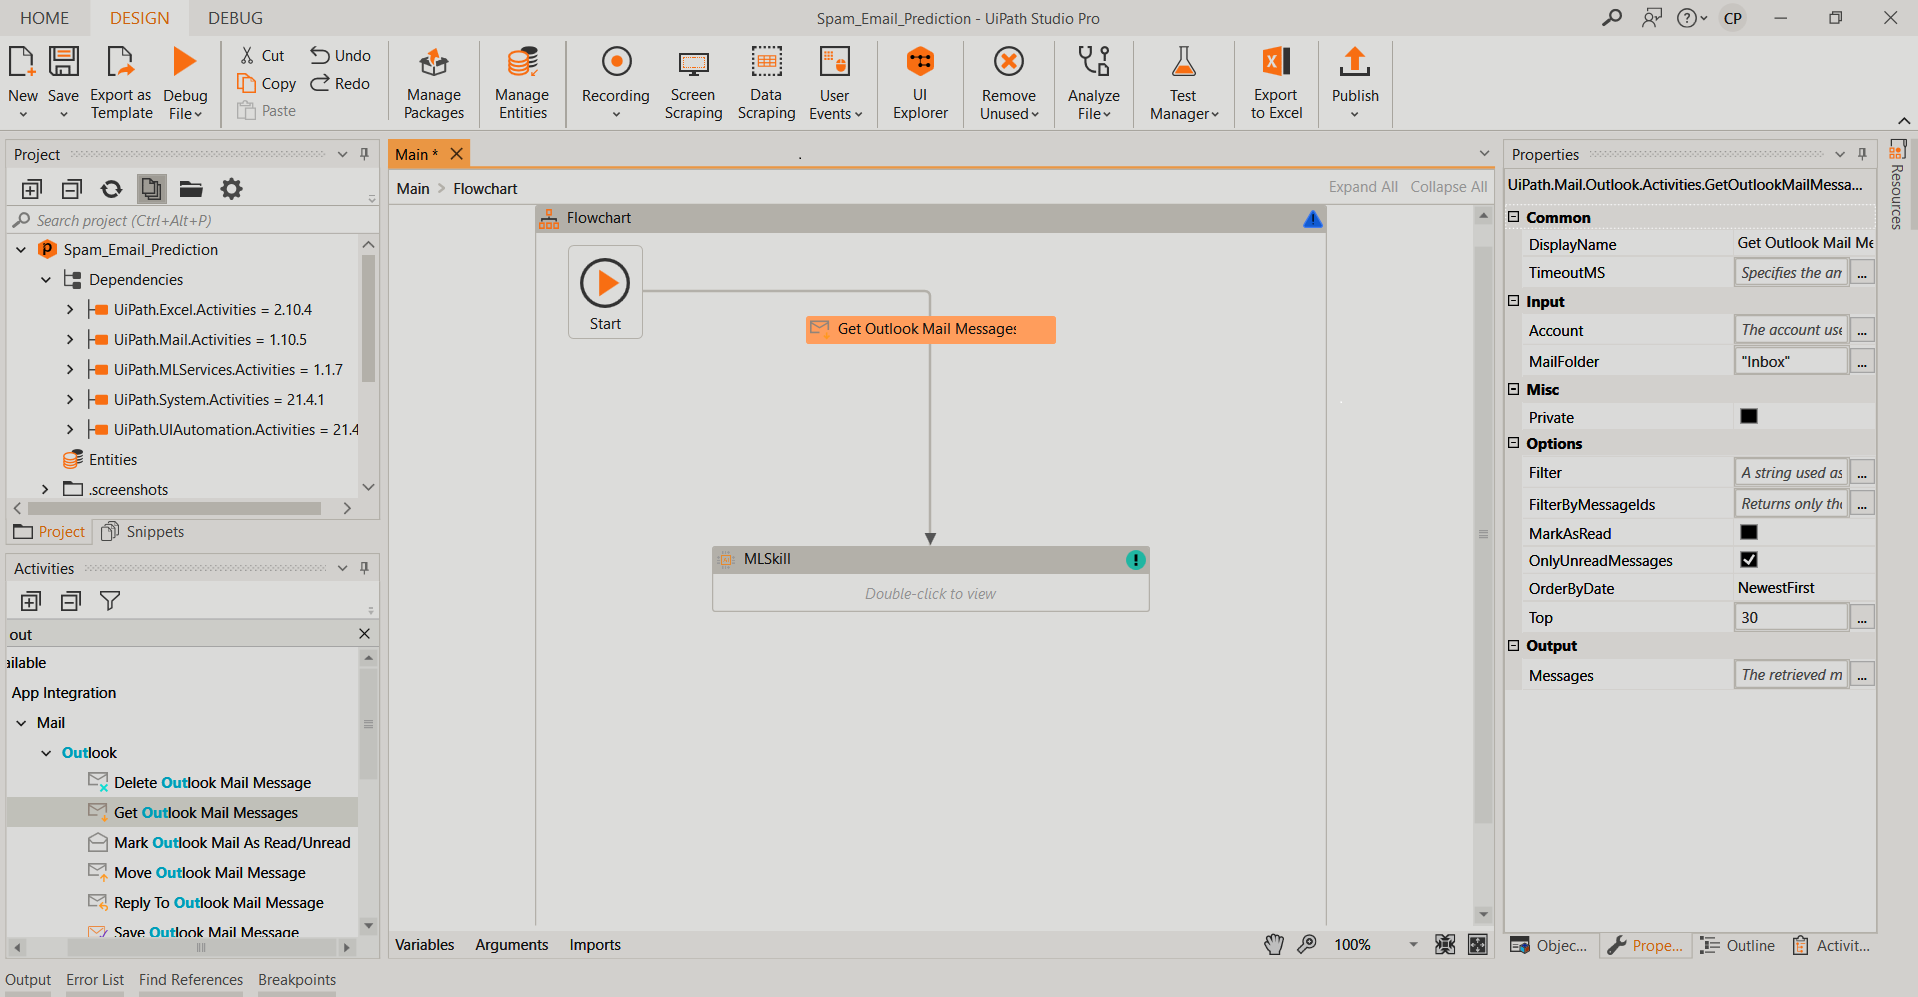 HOME DESIGN DEBUG Spam_Email_Prediction - UiPath Studio Pro CP
New Save Export as Template Debug File Cut Copy Paste Undo Redo Manage Packages Manage Entities Recording Screen Scraping Data Scraping User Events UI Explorer Remove Unused Analyze File Test Manager Export to Excel Publish
Project
Search project (Ctrl+Alt+P)
Spam_Email_Prediction
Dependencies
UiPath.Excel.Activities = 2.10.4
UiPath.Mail.Activities = 1.10.5
UiPath.MLServices.Activities = 1.1.7
UiPath.System.Activities = 21.4.1
UiPath.UIAutomation.Activities = 21.4
Entities
.screenshots
Project Snippets
Activities
out
ailable
App Integration
Mail
Outlook
Delete Outlook Mail Message
Get Outlook Mail Messages
Mark Outlook Mail As Read/Unread
Move Outlook Mail Message
Reply To Outlook Mail Message
Save Outlook Mail Message
Output Error List Find References Breakpoints
Main *
Main > Flowchart Expand All Collapse All
Flowchart
Start
Get Outlook Mail Messages
MLSkill
Double-click to view
Variables Arguments Imports 100%
Properties
UiPath.Mail.Outlook.Activities.GetOutlookMailMessa...
Common
DisplayName Get Outlook Mail Me
TimeoutMS Specifies the am ...
Input
Account The account use ...
MailFolder "Inbox" ...
Misc
Private
Options
Filter A string used as ...
FilterByMessageIds Returns only the ...
MarkAsRead
OnlyUnreadMessages
OrderByDate NewestFirst
Top 30 ...
Output
Messages The retrieved m ...
Objec... Prope... Outline Activit...
Resources